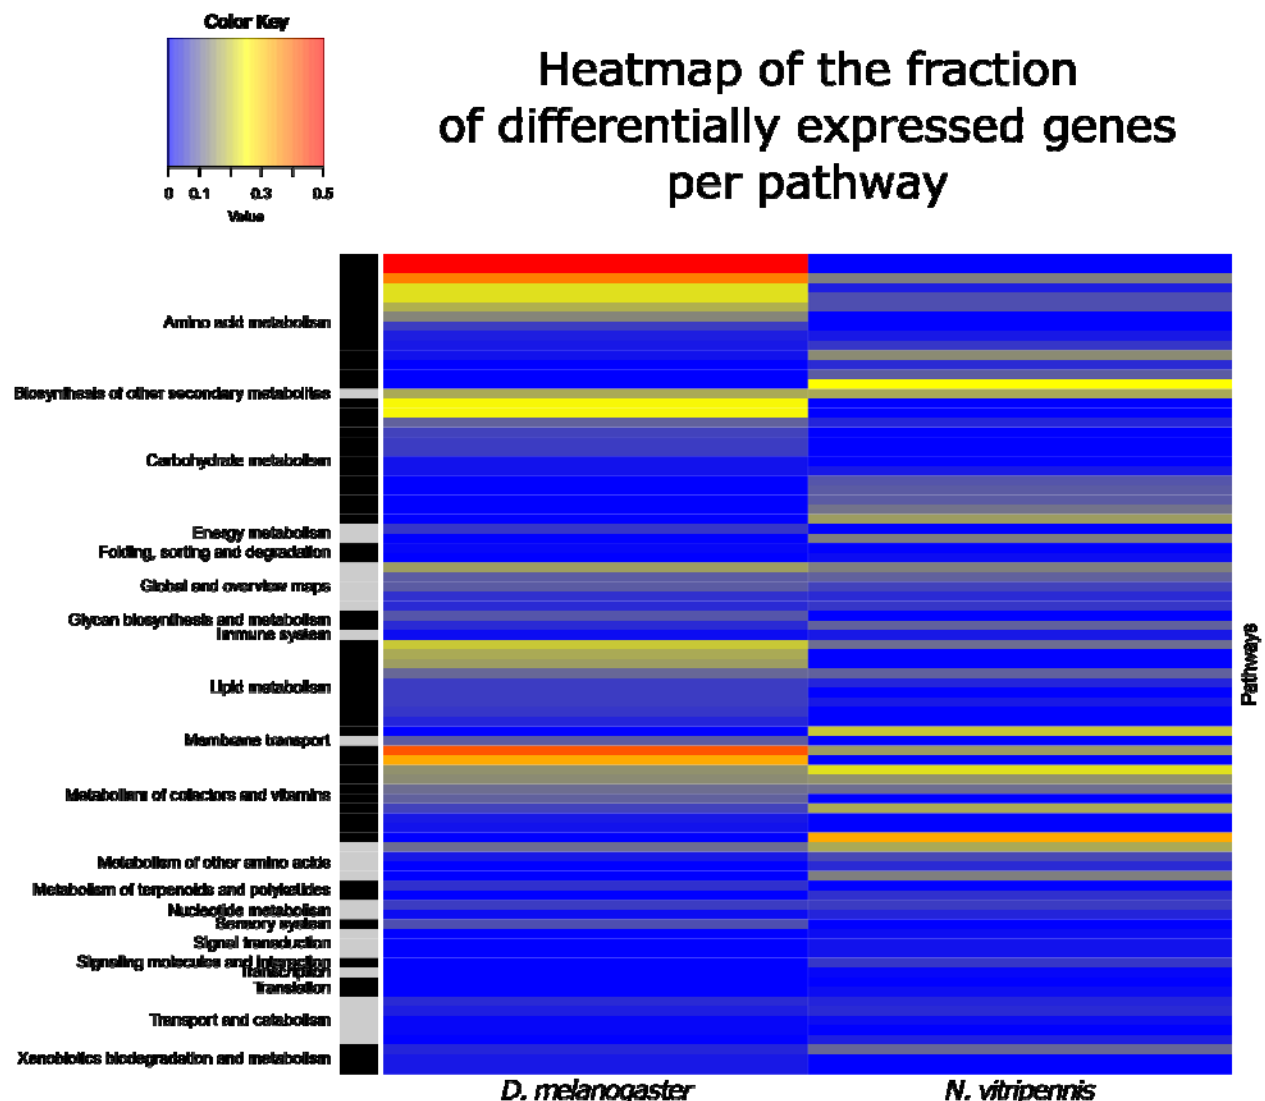 Color Key
0 0.1 0.3 0.5
Value
Heatmap of the fraction
of differentially expressed genes
per pathway
Amino acid metabolism
Biosynthesis of other secondary metabolites
Carbohydrate metabolism
Energy metabolism
Folding, sorting and degradation
Global and overview maps
Glycan biosynthesis and metabolism
Immune system
Lipid metabolism
Membrane transport
Metabolism of cofactors and vitamins
Metabolism of other amino acids
Metabolism of terpenoids and polyketides
Nucleotide metabolism
Sensory system
Signal transduction
Signaling molecules and interaction
Transcription
Translation
Transport and catabolism
Xenobiotics biodegradation and metabolism
Pathways
D. melanogaster N. vitripennis